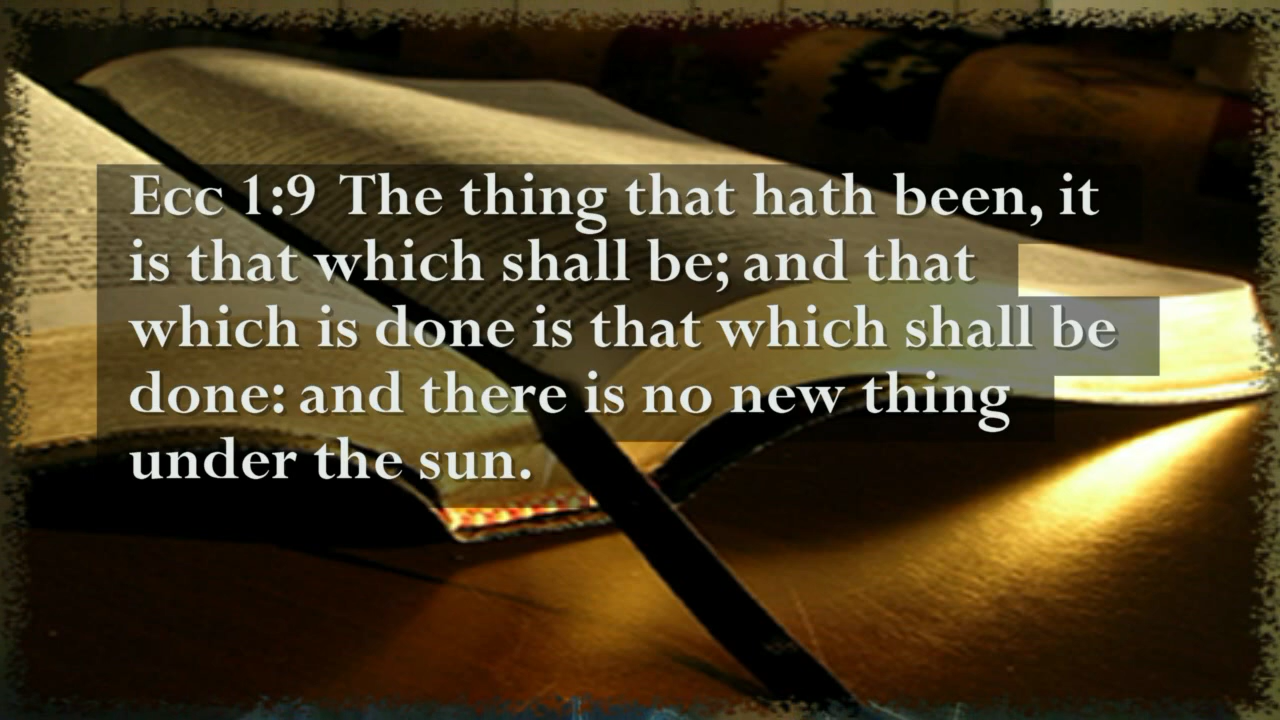 Ecc 1:9 The thing that hath been, it
is that which shall be; and that
which is done is that which shall be
done: and there is no new thing
under the sun.